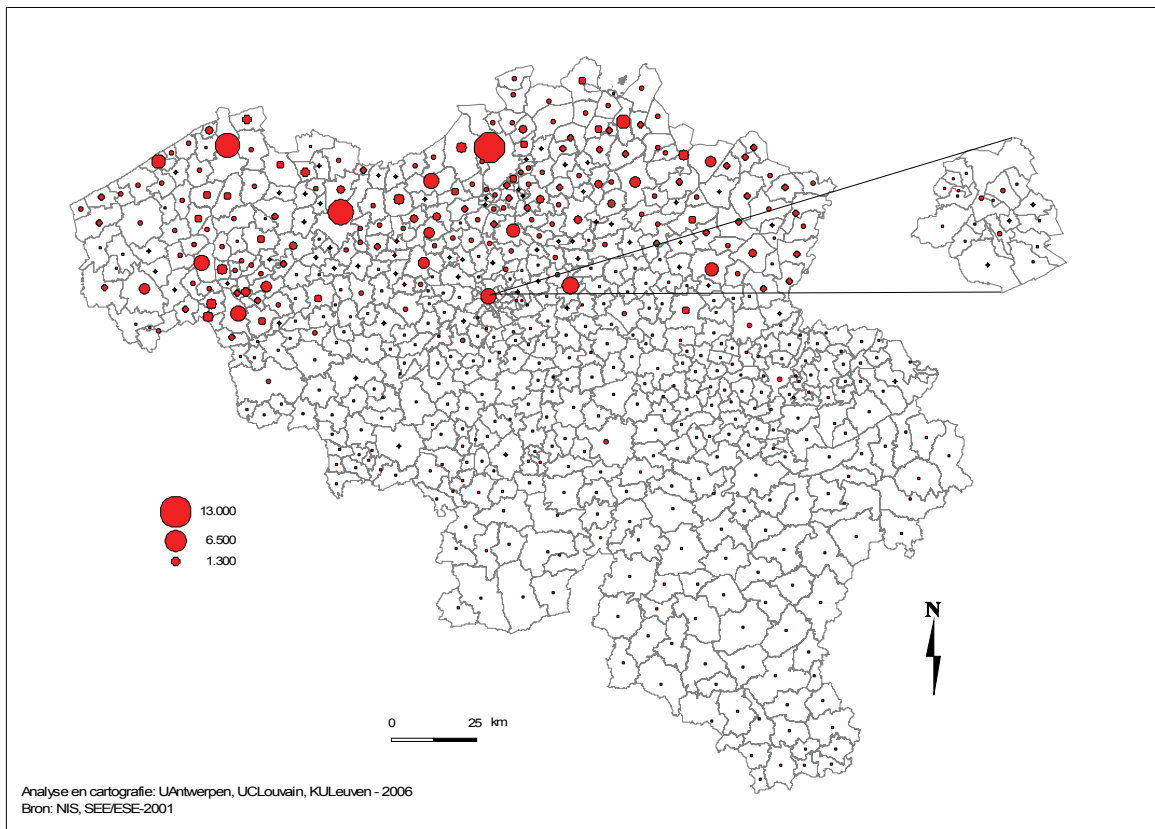 13.000
6.500
1.300
N
0 25 km
Analyse en cartografie: UAntwerpen, UCLouvain, KULeuven - 2006
Bron: NIS, SEE/ESE-2001